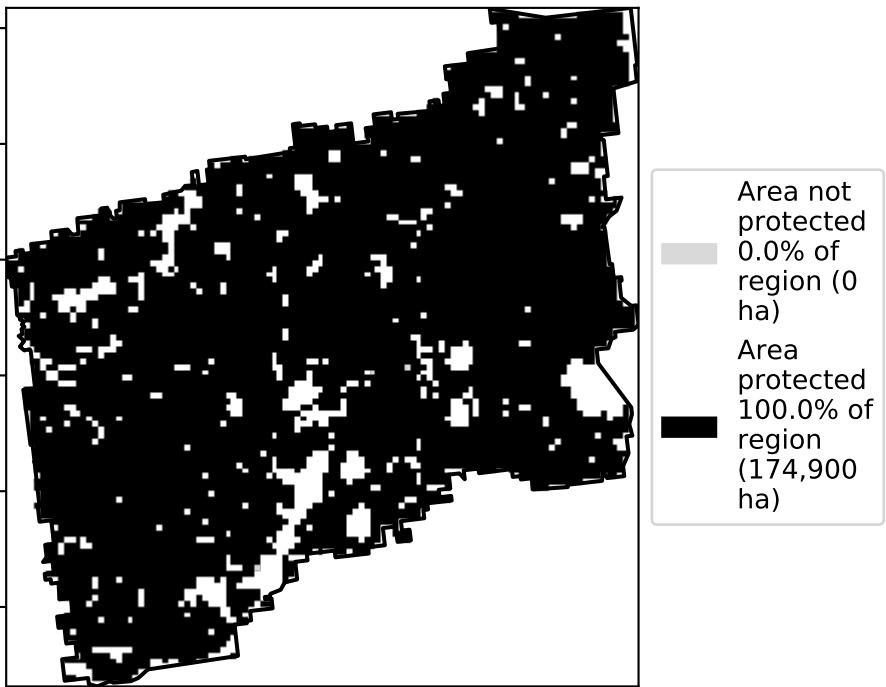 Area not
protected
0.0% of
region (0
ha)
Area
protected
100.0% of
region
(174,900
ha)